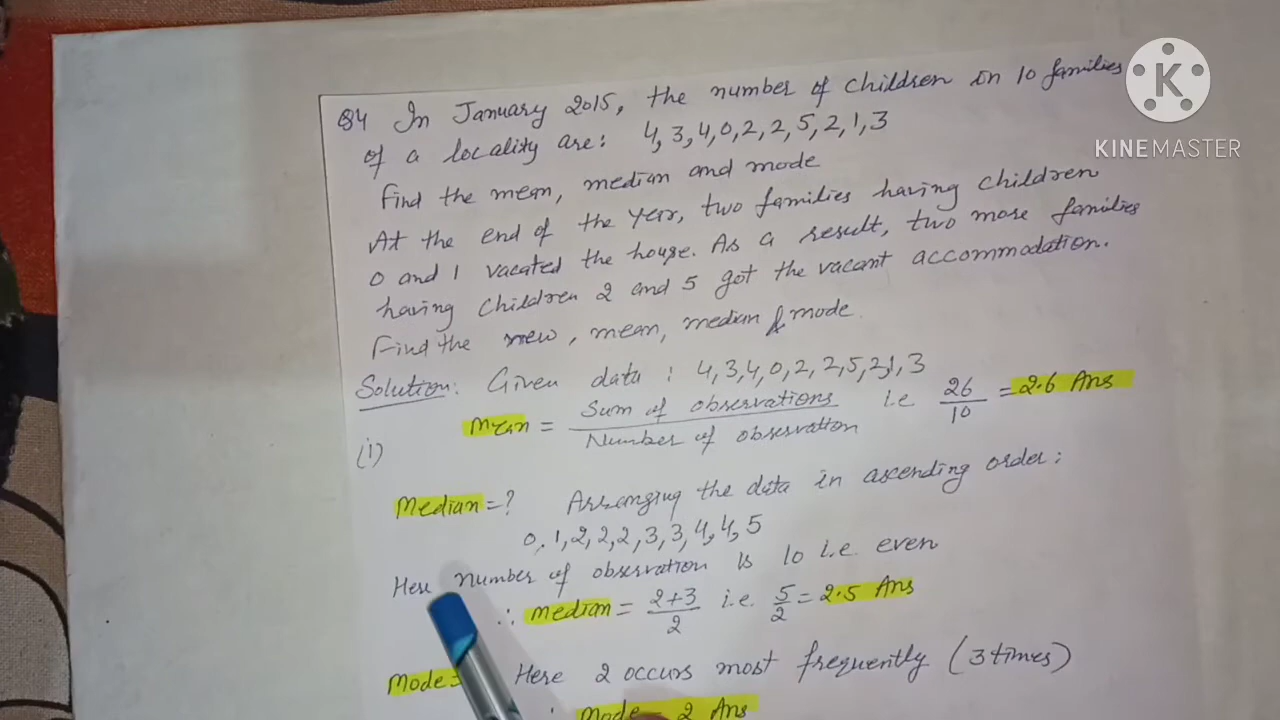 Q4 In January 2015, the number of children in 10 families
of a locality are: 4, 3, 4, 0, 2, 2, 5, 2, 1, 3
Find the mean, median and mode
At the end of the year, two families having children
0 and 1 vacated the house. As a result, two more families
having children 2 and 5 got the vacant accommodation.
Find the new, mean, median & mode
Solution: Given data : 4, 3, 4, 0, 2, 2, 5, 2, 1, 3
(i) Mean = Sum of observations / Number of observation i.e 26/10 = 2.6 Ans
Median = ? Arranging the data in ascending order:
0, 1, 2, 2, 2, 3, 3, 4, 4, 5
Here number of observation is 10 i.e. even
∴ Median = 2+3/2 i.e. 5/2 = 2.5 Ans
Mode = Here 2 occurs most frequently (3 times)
∴ Mode = 2 Ans
K
KINEMASTER